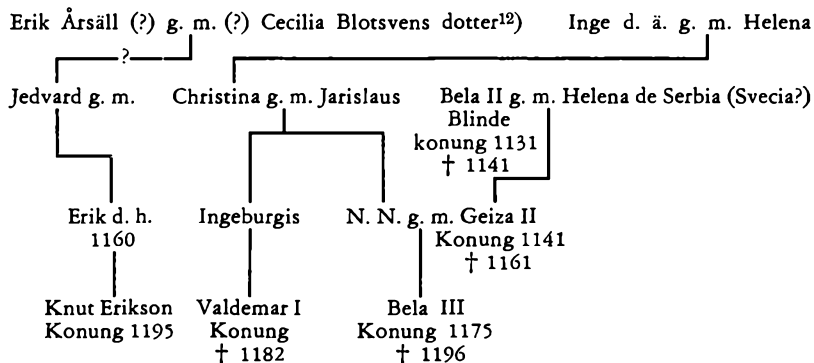 Erik Årsäll (?) g. m. (?) Cecilia Blotsvens dotter¹²) Inge d. ä. g. m. Helena
?
Jedvard g. m. Christina g. m. Jarislaus Bela II g. m. Helena de Serbia (Svecia?)
Blinde
konung 1131
† 1141
Erik d. h. Ingeburgis N. N. g. m. Geiza II
1160 Konung 1141
† 1161
Knut Erikson Valdemar I Bela III
Konung 1195 Konung Konung 1175
† 1182 † 1196